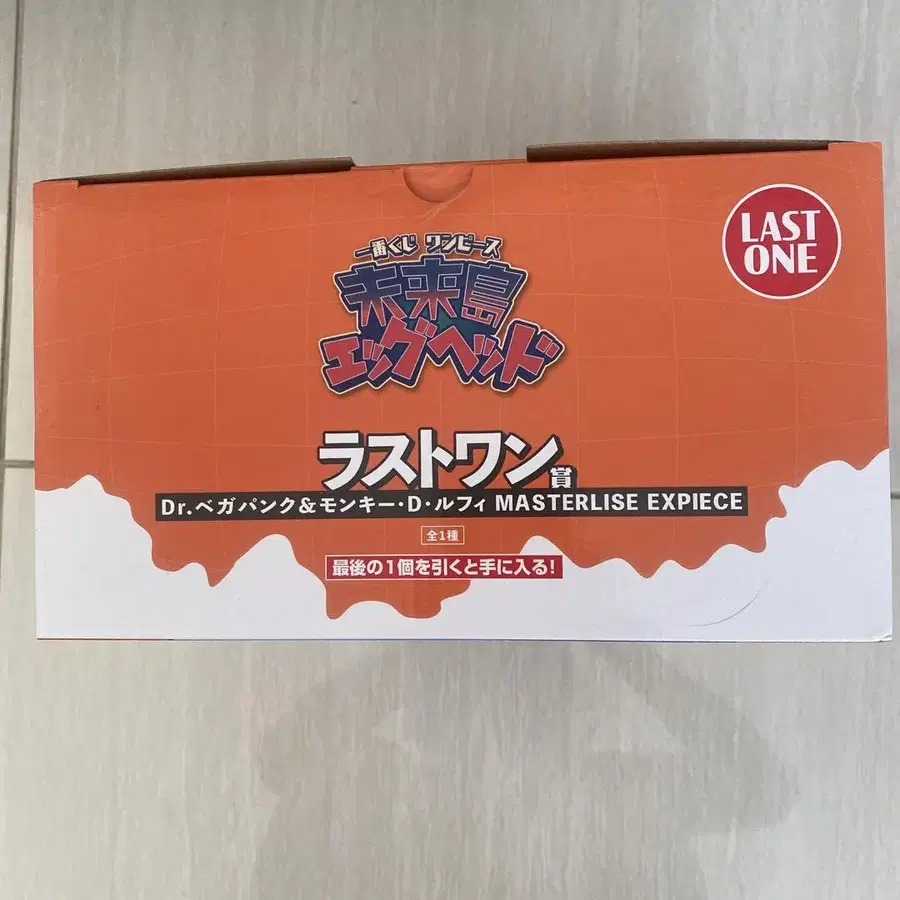 一番くじ ワンピース
未来島
エッグヘッド
LAST
ONE
ラストワン賞
Dr.ベガパンク&モンキー・D・ルフィ MASTERLISE EXPIECE
全1種
最後の1個を引くと手に入る!